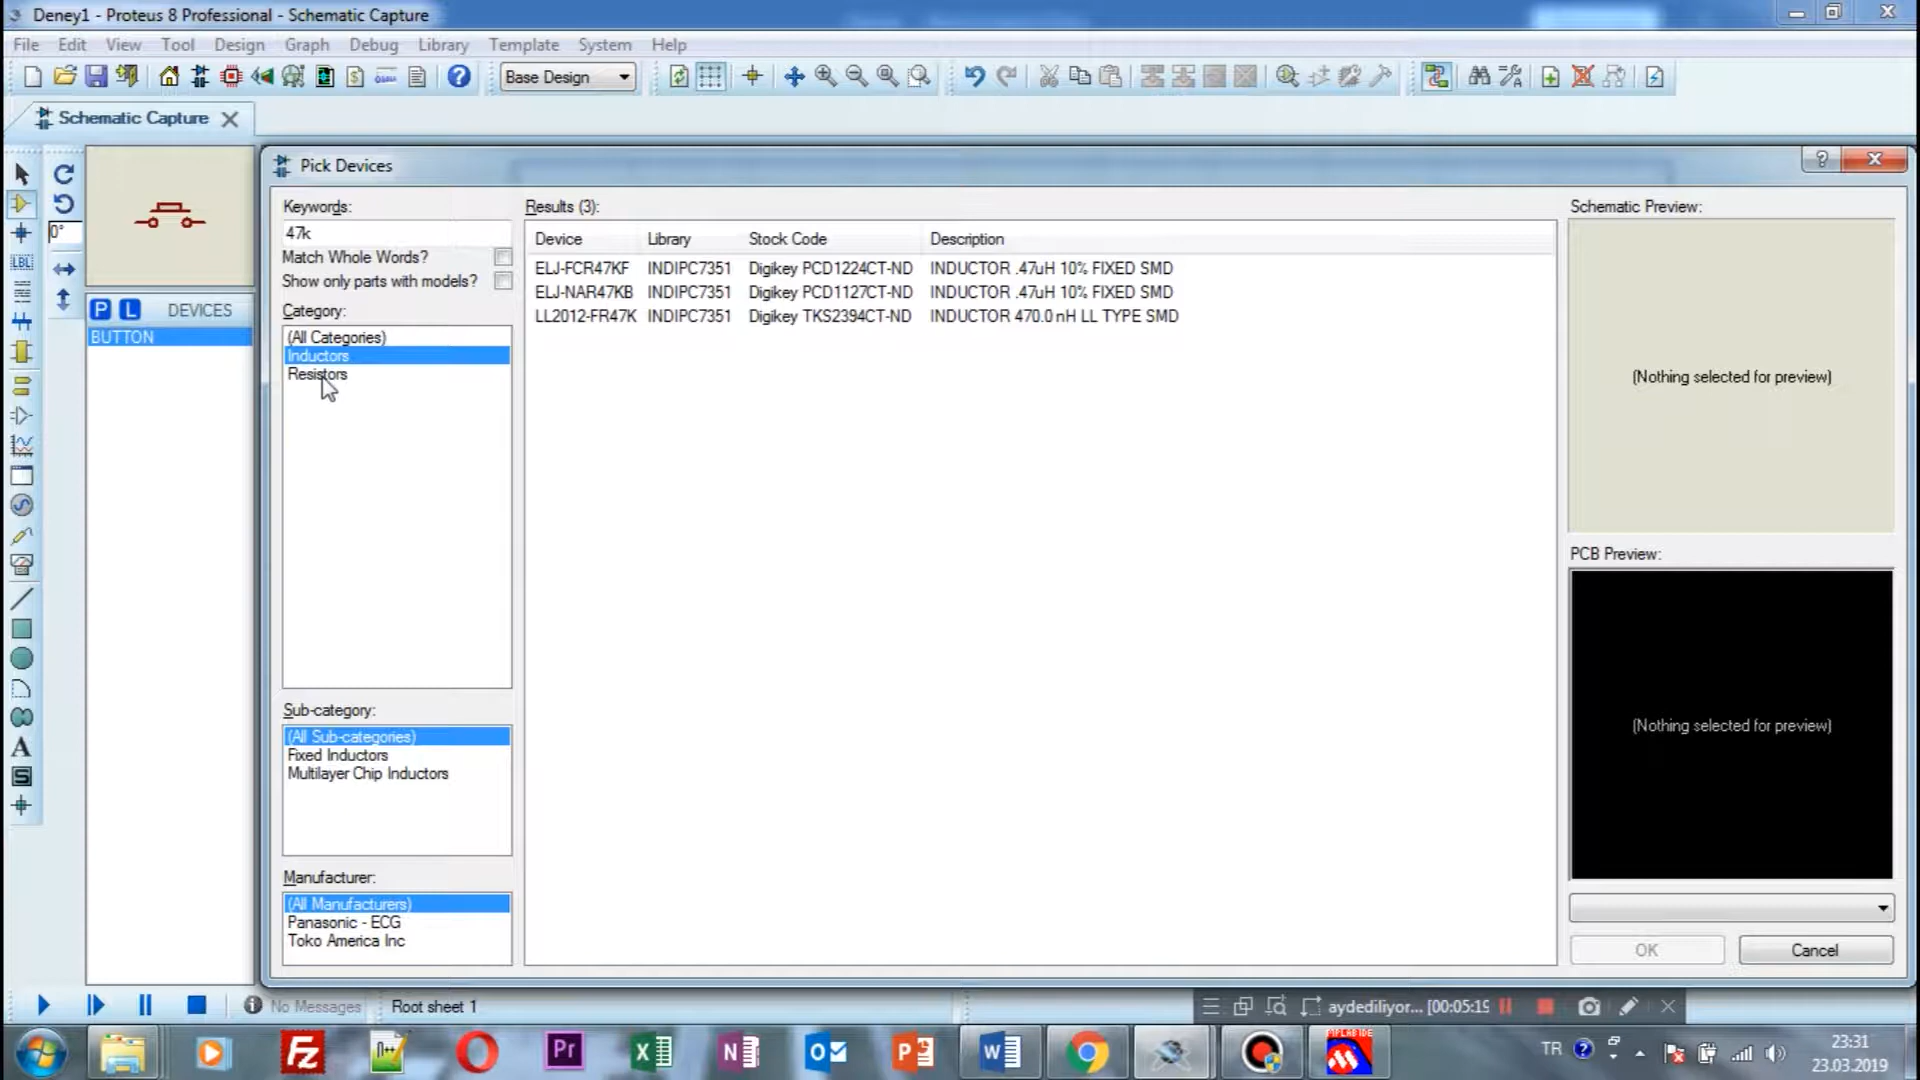 Deney1 - Proteus 8 Professional - Schematic Capture
File Edit View Tool Design Graph Debug Library Template System Help
Base Design
Schematic Capture
Pick Devices
Keywords:
47k
Match Whole Words?
Show only parts with models?
Category:
(All Categories)
Inductors
Resistors
Sub-category:
(All Sub-categories)
Fixed Inductors
Multilayer Chip Inductors
Manufacturer:
(All Manufacturers)
Panasonic - ECG
Toko America Inc
Results (3):
Device Library Stock Code Description
ELJ-FCR47KF INDIPC7351 Digikey PCD1224CT-ND INDUCTOR .47uH 10% FIXED SMD
ELJ-NAR47KB INDIPC7351 Digikey PCD1127CT-ND INDUCTOR .47uH 10% FIXED SMD
LL2012-FR47K INDIPC7351 Digikey TKS2394CT-ND INDUCTOR 470.0 nH LL TYPE SMD
Schematic Preview:
(Nothing selected for preview)
PCB Preview:
(Nothing selected for preview)
OK Cancel
0°
LBL
P L DEVICES
BUTTON
A
S
No Messages
Root sheet 1
aydediliyor... [00:05:19
Fz
n++
Pr
X
N
O
P
W
TR
23:31
23.03.2019